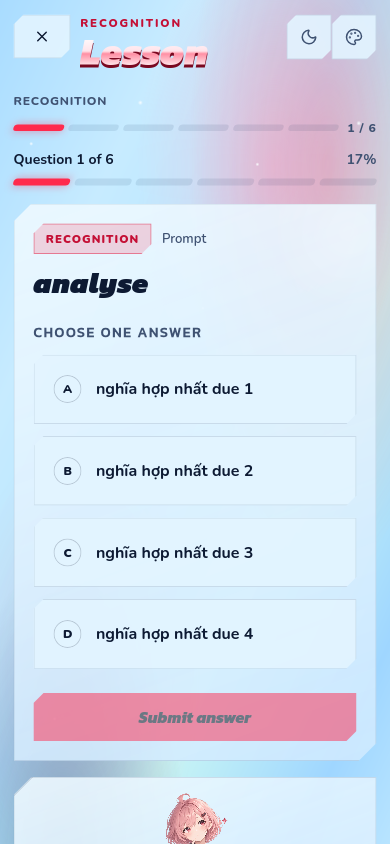 RECOGNITION
Lesson
RECOGNITION
1 / 6
Question 1 of 6
17%
RECOGNITION Prompt
analyse
CHOOSE ONE ANSWER
A nghĩa hợp nhất due 1
B nghĩa hợp nhất due 2
C nghĩa hợp nhất due 3
D nghĩa hợp nhất due 4
Submit answer